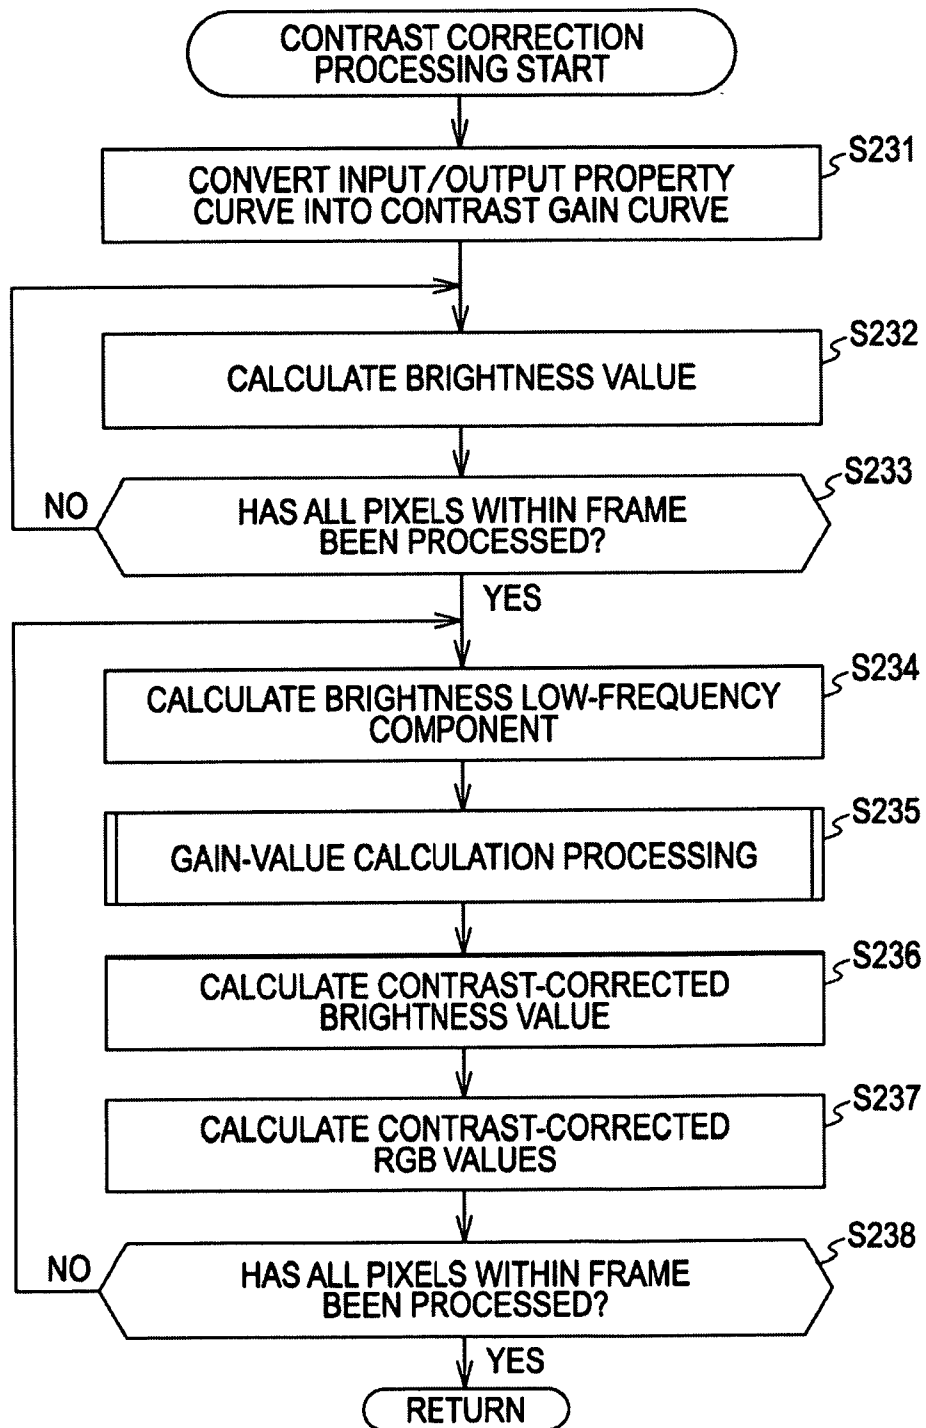 CONTRAST CORRECTION
PROCESSING START
S231
CONVERT INPUT/OUTPUT PROPERTY
CURVE INTO CONTRAST GAIN CURVE
S232
CALCULATE BRIGHTNESS VALUE
S233
NO
HAS ALL PIXELS WITHIN FRAME
BEEN PROCESSED?
YES
S234
CALCULATE BRIGHTNESS LOW-FREQUENCY
COMPONENT
S235
GAIN-VALUE CALCULATION PROCESSING
S236
CALCULATE CONTRAST-CORRECTED
BRIGHTNESS VALUE
S237
CALCULATE CONTRAST-CORRECTED
RGB VALUES
S238
NO
HAS ALL PIXELS WITHIN FRAME
BEEN PROCESSED?
YES
RETURN